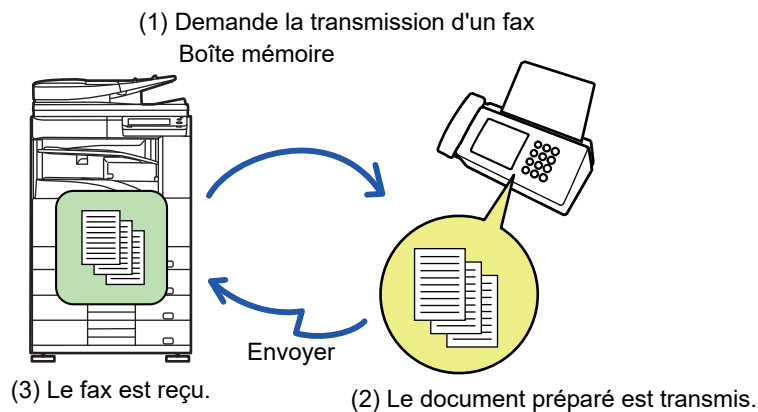 (1) Demande la transmission d'un fax
Boîte mémoire
Envoyer
(3) Le fax est reçu.
(2) Le document préparé est transmis.